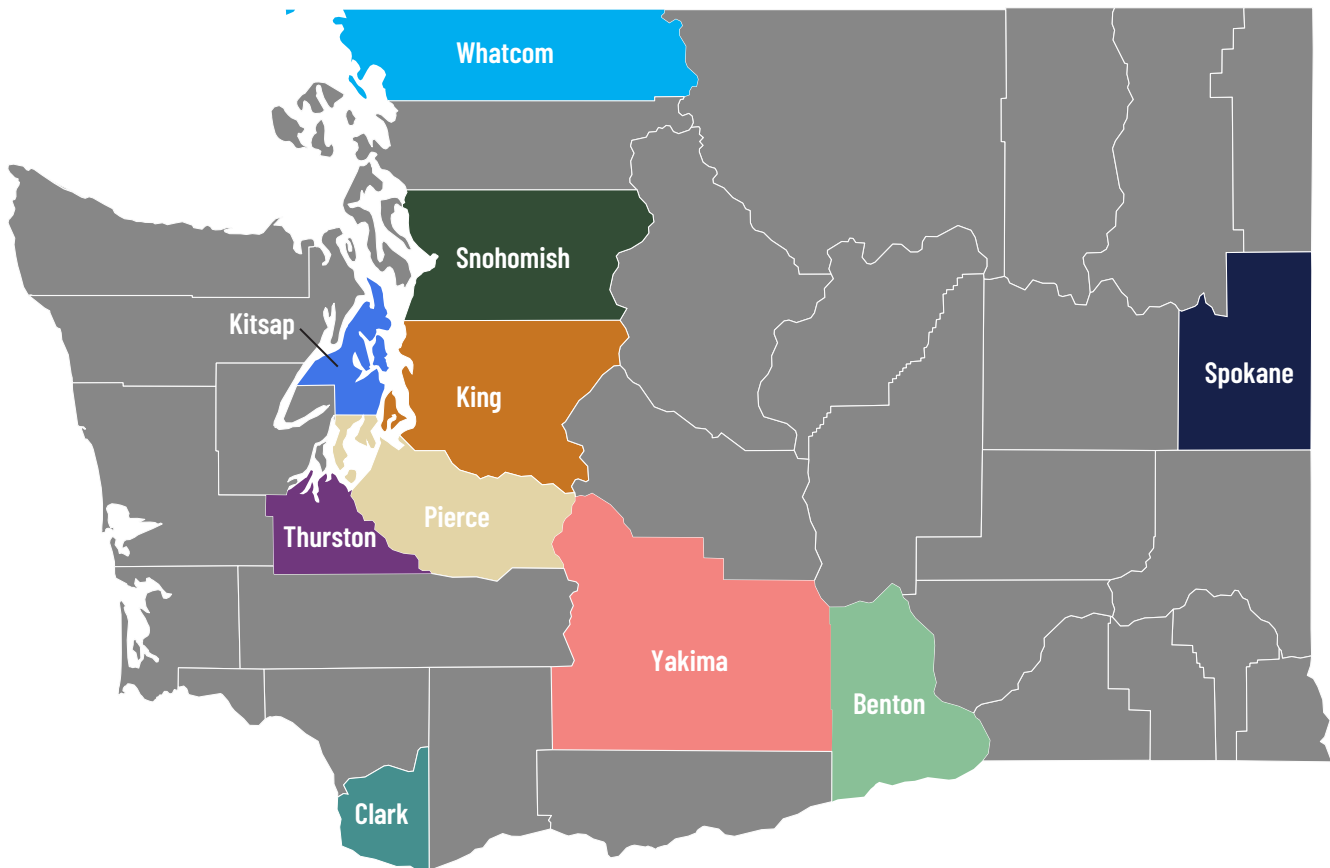 Whatcom
Snohomish
Kitsap
Spokane
King
Pierce
Thurston
Yakima
Benton
Clark